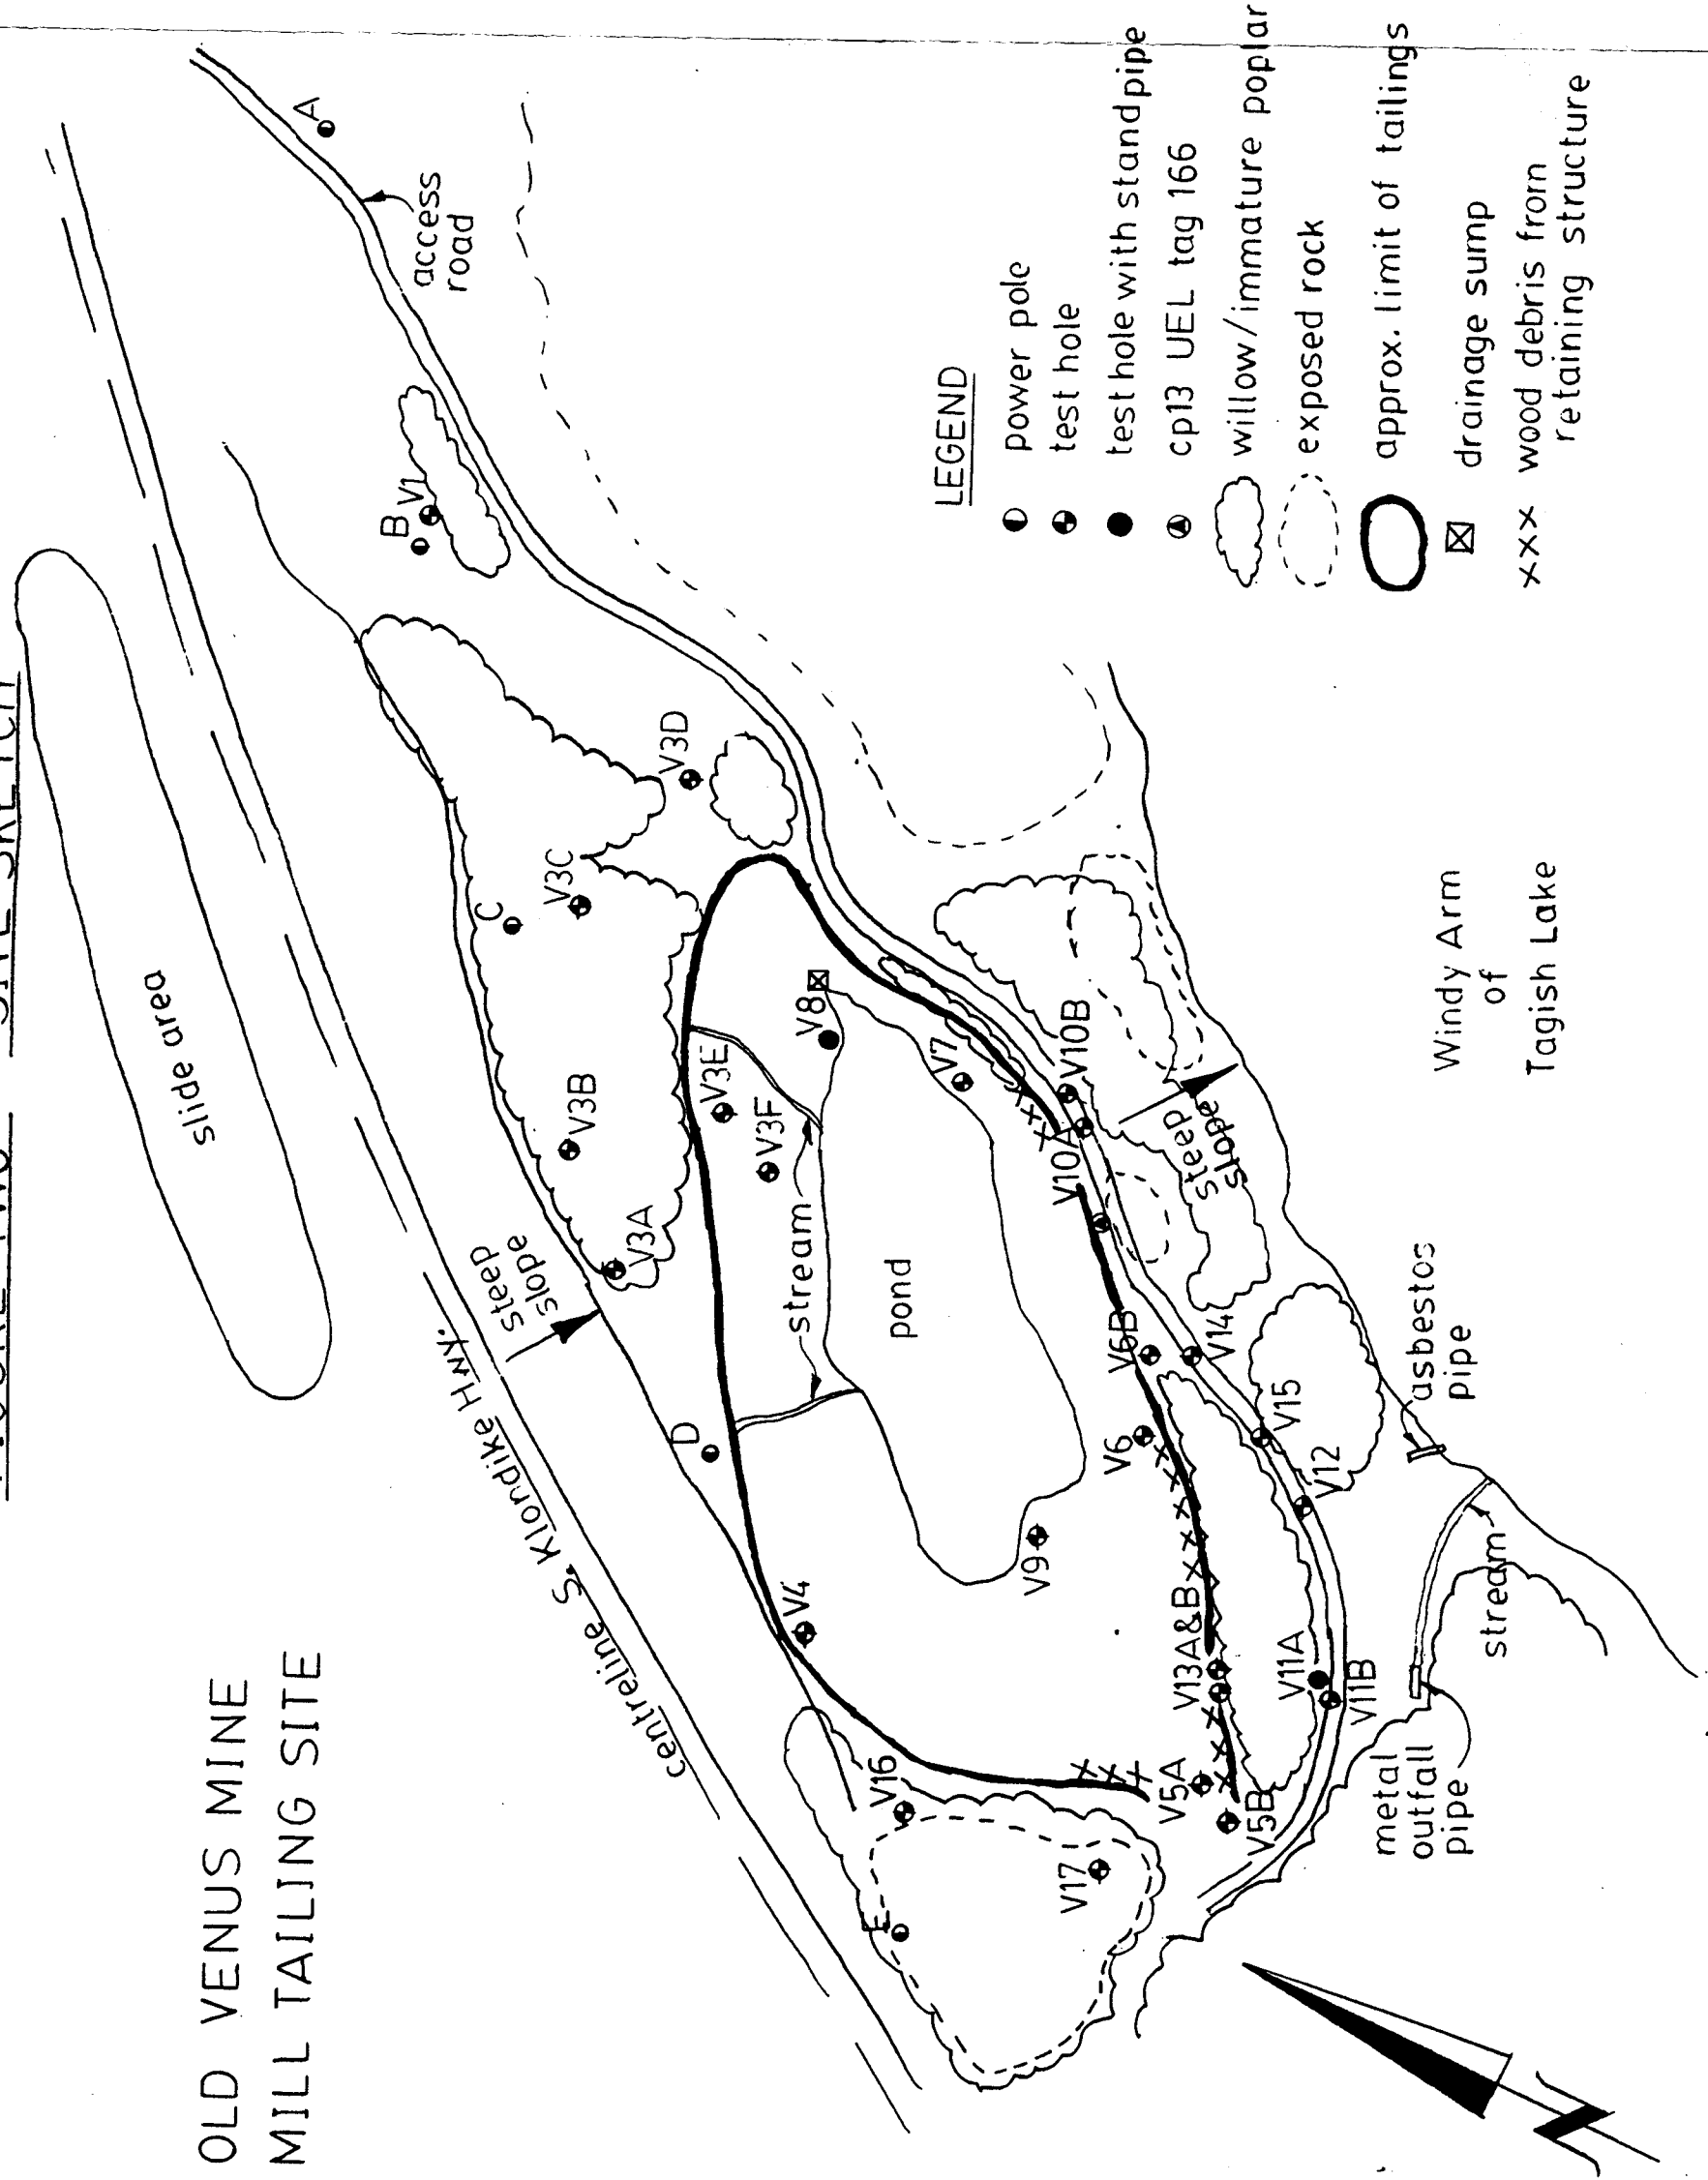 OLD VENUS MINE
MILL TAILING SITE
SITE SKETCH
slide area
centreline S. Klondike Hwy.
steep
slope
access
road
A
B
V1
C
V3C
V3D
V3B
V3A
V3E
V3F
V8
V7
D
stream
pond
V4
V9
V10A
V10B
steep
slope
V6B
V6
V14
V15
V12
V13A&B
V11A
V11B
V5A
V5B
V16
V17
E
asbestos
pipe
stream
metal
outfall
pipe
Windy Arm
of
Tagish Lake
N
LEGEND
power pole
test hole
test hole with standpipe
cp13 UEL tag 166
willow/immature poplar
exposed rock
approx. limit of tailings
drainage sump
xxx wood debris from
retaining structure